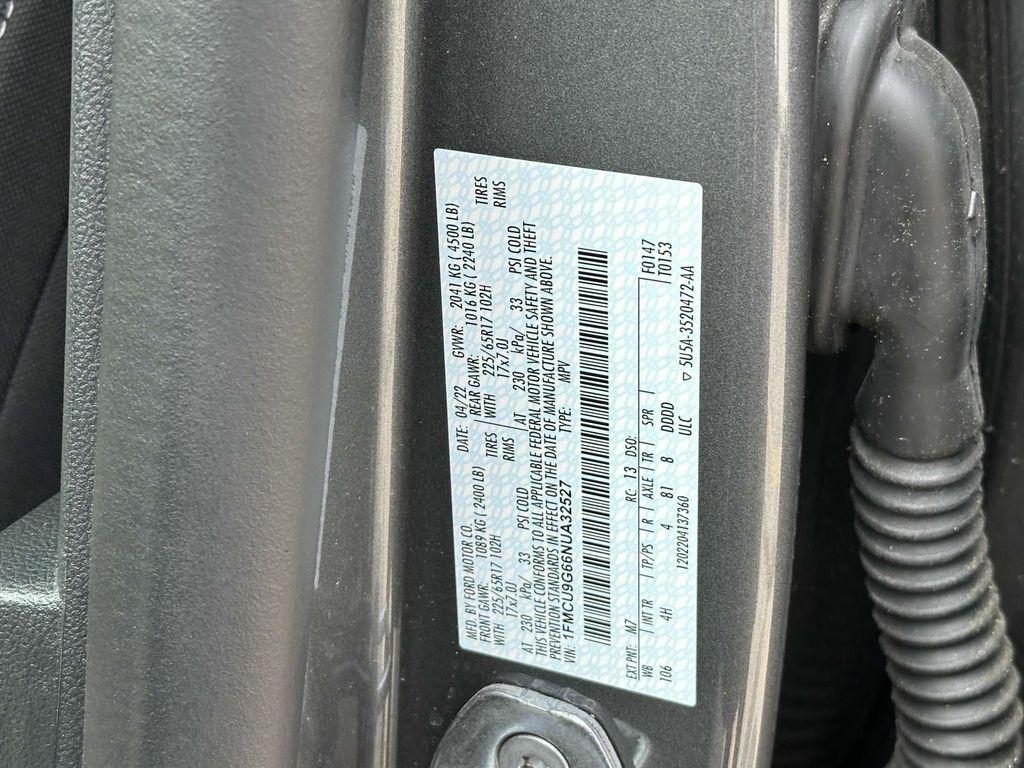 MFD. BY FORD MOTOR CO.
DATE: 04/22 GVWR: 2041 KG ( 4500 LB)
FRONT GAWR: 1089 KG ( 2400 LB) REAR GAWR: 1016 KG ( 2240 LB)
WITH 225/65R17 102H TIRES WITH 225/65R17 102H TIRES
17x7.0J RIMS 17x7.0J RIMS
AT 230 kPa/ 33 PSI COLD AT 230 kPa/ 33 PSI COLD
THIS VEHICLE CONFORMS TO ALL APPLICABLE FEDERAL MOTOR VEHICLE SAFETY AND THEFT
PREVENTION STANDARDS IN EFFECT ON THE DATE OF MANUFACTURE SHOWN ABOVE.
VIN: 1FMCU9G66NUA32527 TYPE: MPV
EXT PNT: M7 RC: 13 DSO: F0147
WB INT TR TP/PS R AXLE TR SPR T0153
106 4H 4 81 8 DDDD
120220413736​0 ULC ▽ 5U5A-3520472-AA